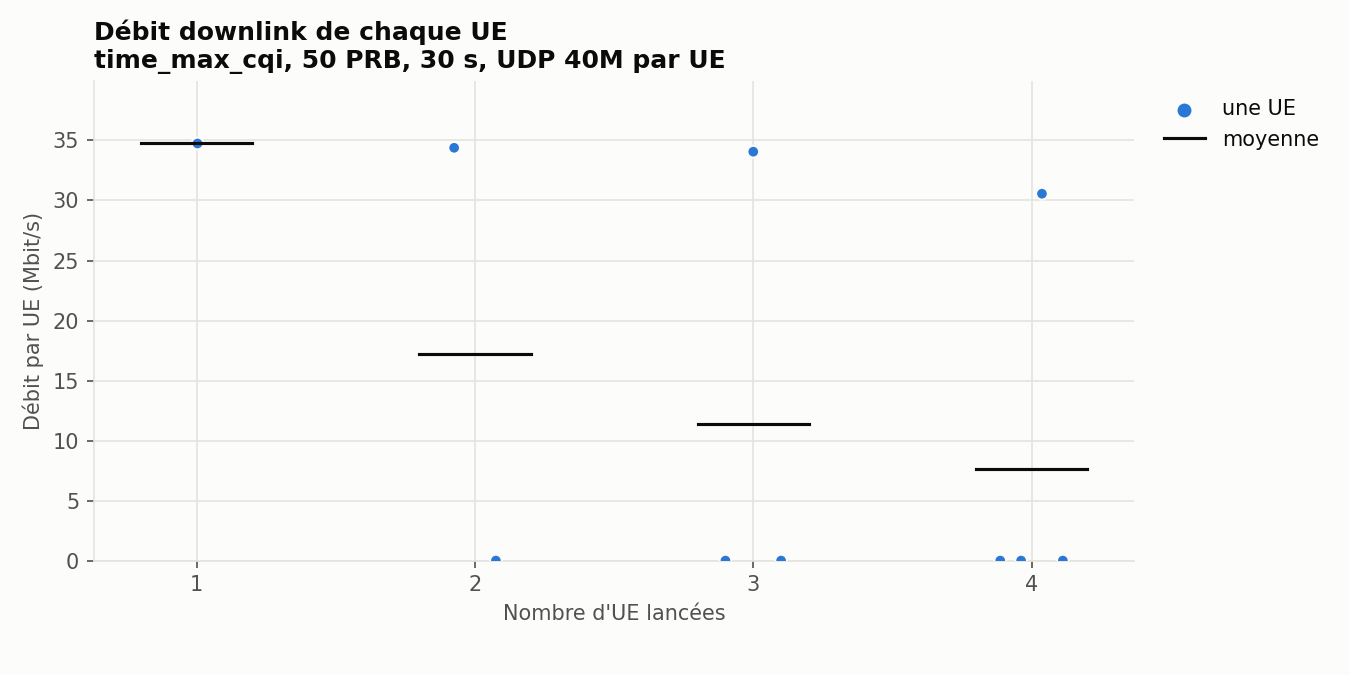 Débit downlink de chaque UE
time_max_cqi, 50 PRB, 30 s, UDP 40M par UE
une UE
moyenne
Débit par UE (Mbit/s)
35
30
25
20
15
10
5
0
1 2 3 4
Nombre d'UE lancées